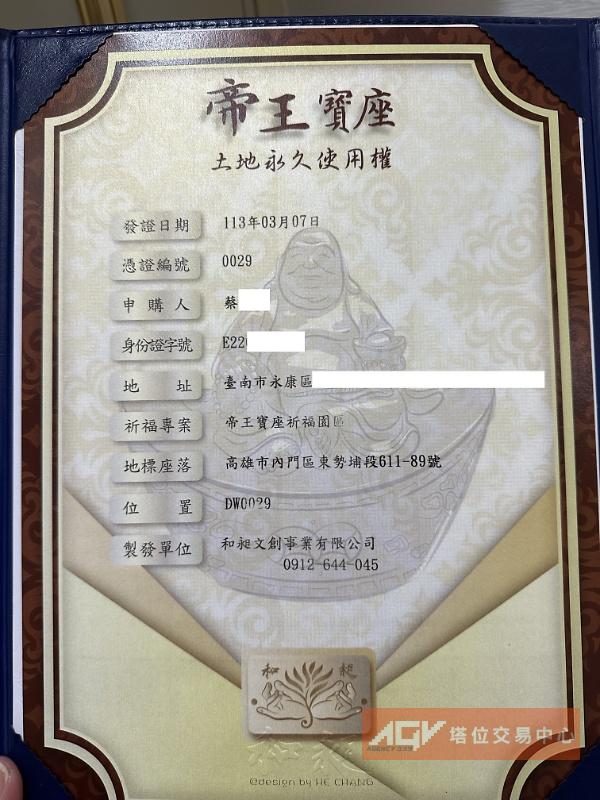 帝王寶座
土地永久使用權
發證日期 113年03月07日
憑證編號 0029
申購人 蔡
身份證字號 E22
地址 臺南市永康區
祈福專案 帝王寶座祈福園區
地標座落 高雄市內門區東勢埔段611-89號
位置 DW0029
製發單位 和昶文創事業有限公司
0912-644-045
和 昶
AGV 塔位交易中心
@design by HE CHANG